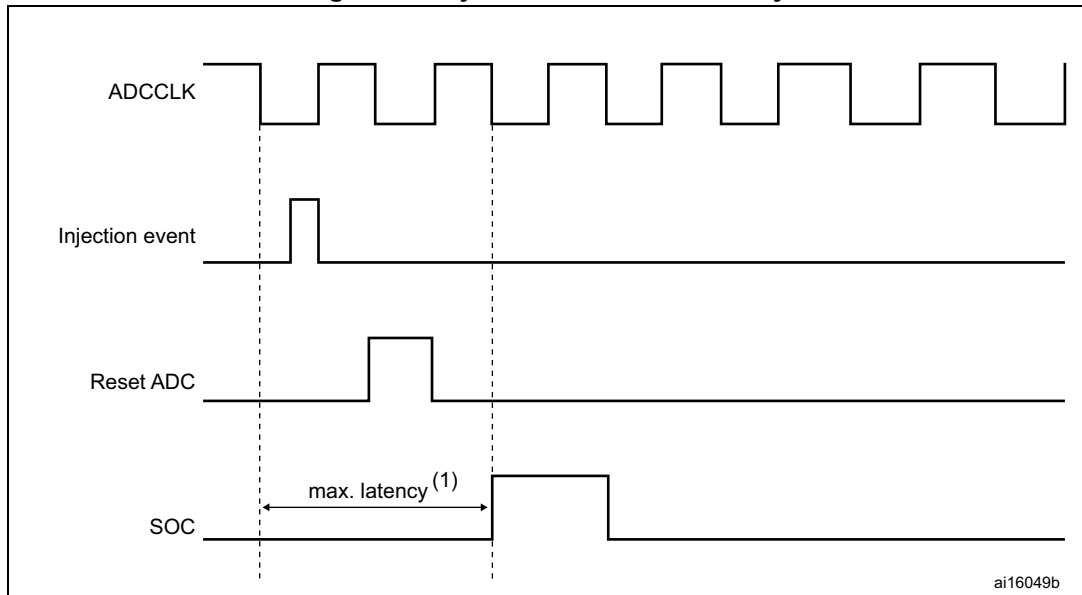 ADCCLK
Injection event
Reset ADC
max. latency (1)
SOC
ai16049b